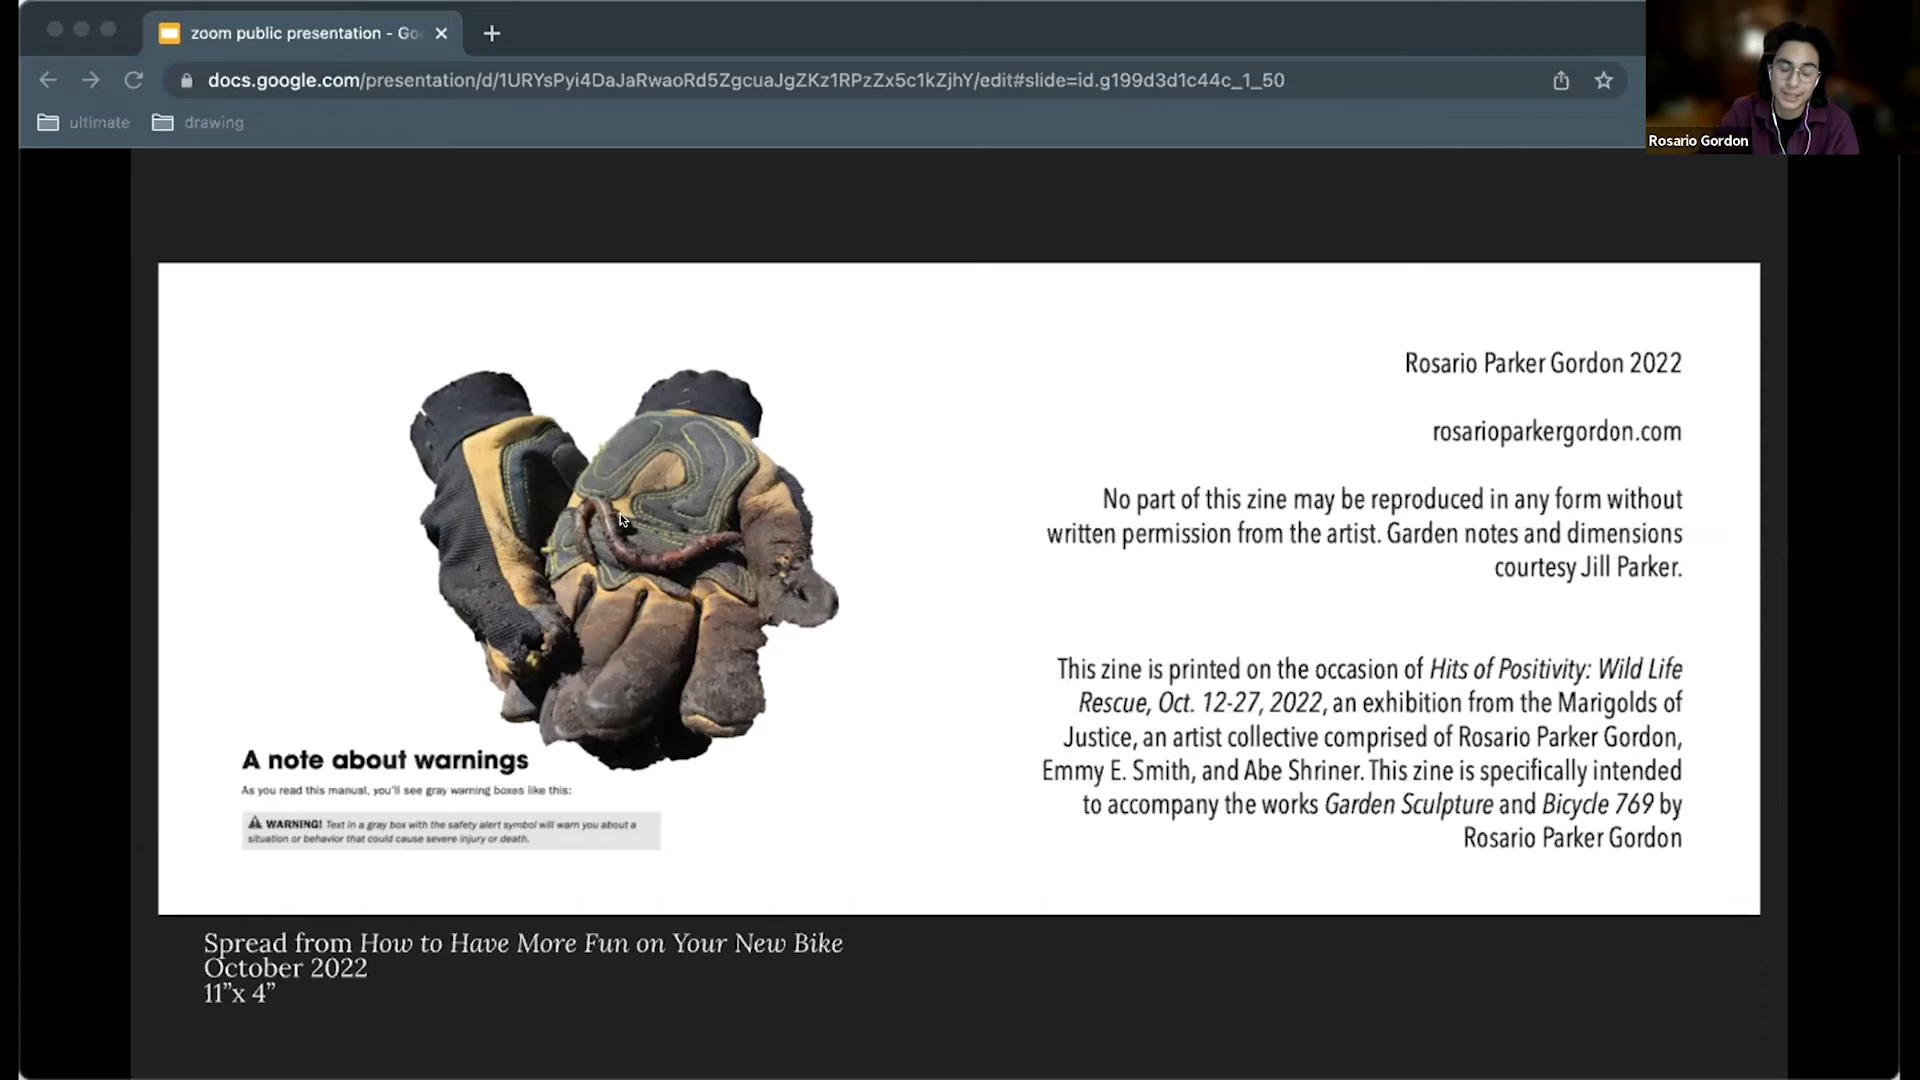 zoom public presentation - Go
docs.google.com/presentation/d/1URYsPyi4DaJaRwaoRd5ZgcuaJgZKz1RPzZx5c1kZjhY/edit#slide=id.g199d3d1c44c_1_50
ultimate
drawing
Rosario Gordon
A note about warnings
As you read this manual, you'll see gray warning boxes like this:
WARNING! Text in a gray box with the safety alert symbol will warn you about a
situation or behavior that could cause severe injury or death.
Rosario Parker Gordon 2022
rosarioparkergordon.com
No part of this zine may be reproduced in any form without
written permission from the artist. Garden notes and dimensions
courtesy Jill Parker.
This zine is printed on the occasion of Hits of Positivity: Wild Life
Rescue, Oct. 12-27, 2022, an exhibition from the Marigolds of
Justice, an artist collective comprised of Rosario Parker Gordon,
Emmy E. Smith, and Abe Shriner. This zine is specifically intended
to accompany the works Garden Sculpture and Bicycle 769 by
Rosario Parker Gordon
Spread from How to Have More Fun on Your New Bike
October 2022
11”x 4”